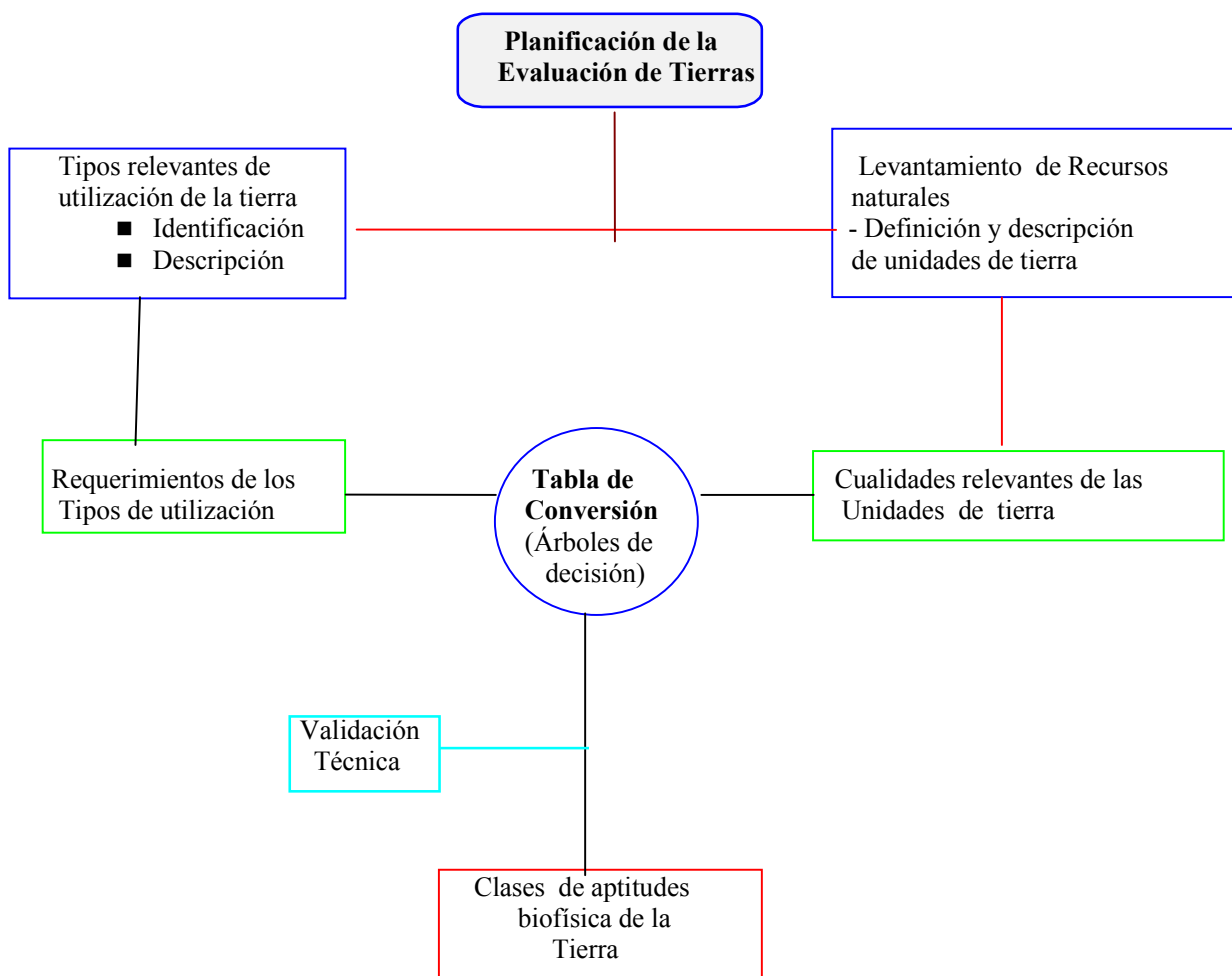 Planificación de la
Evaluación de Tierras
Tipos relevantes de
utilización de la tierra
■ Identificación
■ Descripción
Levantamiento de Recursos
naturales
- Definición y descripción
de unidades de tierra
Requerimientos de los
Tipos de utilización
Tabla de
Conversión
(Árboles de
decisión)
Cualidades relevantes de las
Unidades de tierra
Validación
Técnica
Clases de aptitudes
biofísica de la
Tierra